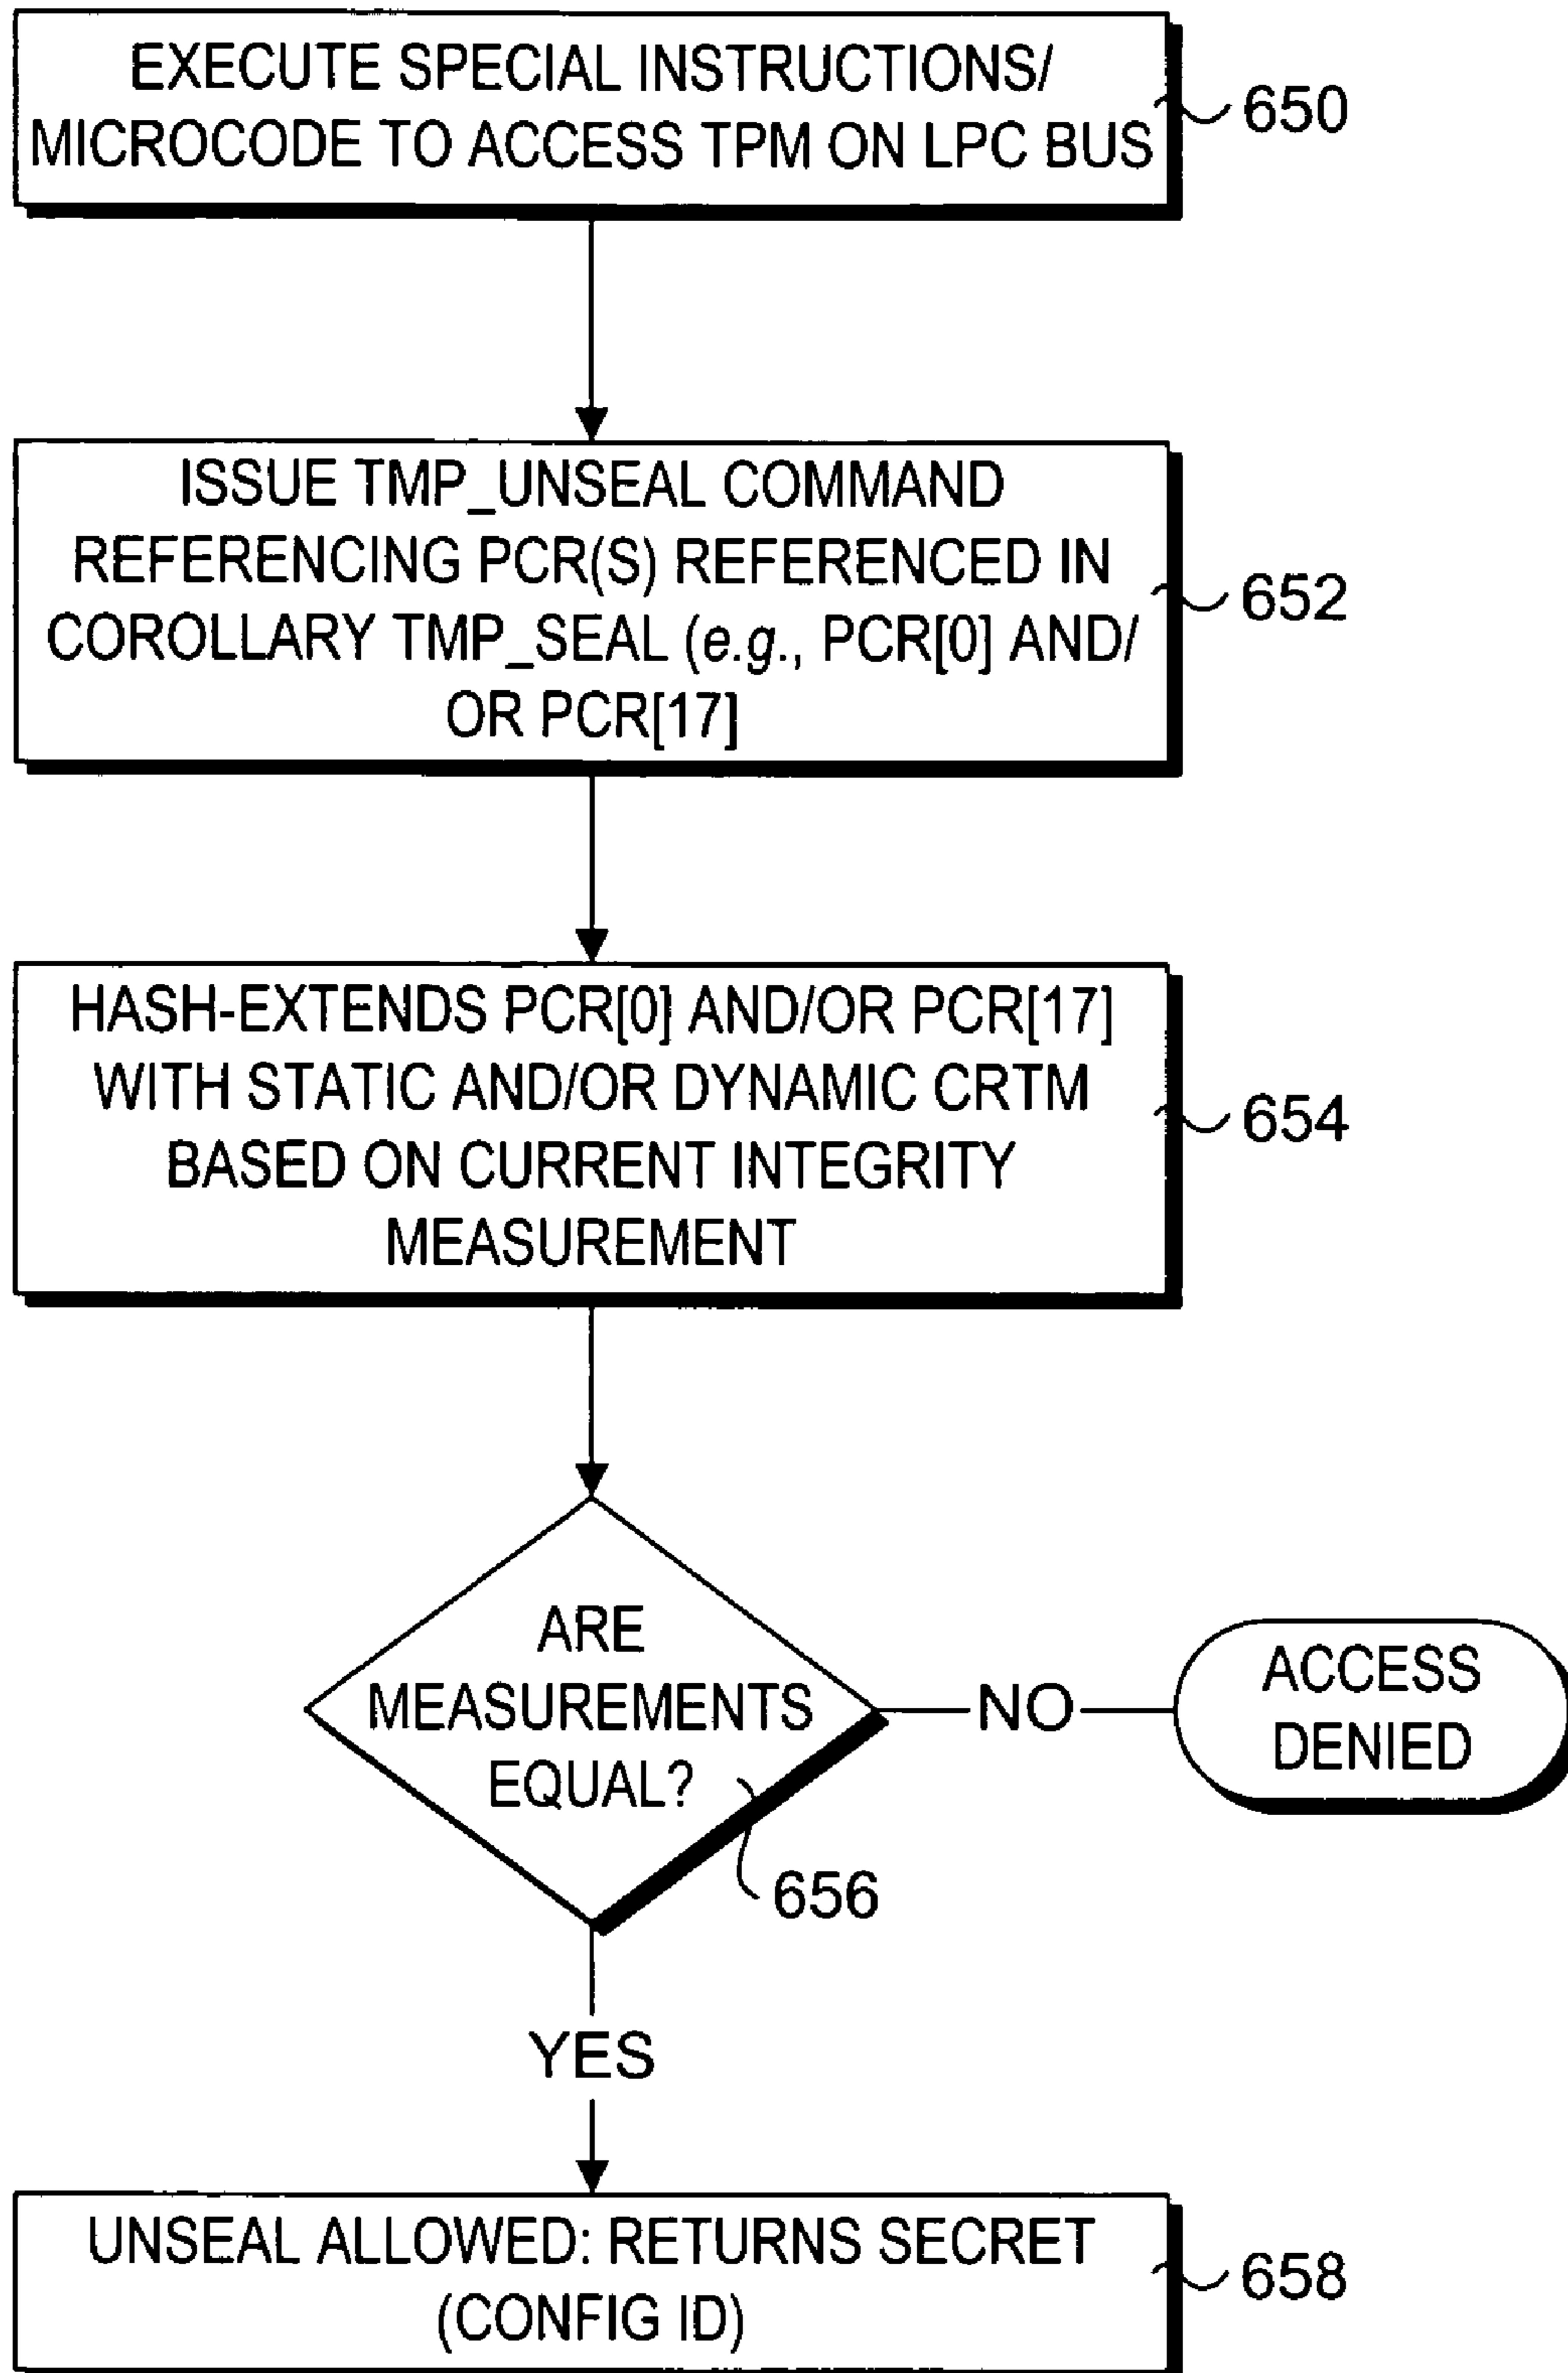 EXECUTE SPECIAL INSTRUCTIONS/
MICROCODE TO ACCESS TPM ON LPC BUS
650
ISSUE TMP_UNSEAL COMMAND
REFERENCING PCR(S) REFERENCED IN
COROLLARY TMP_SEAL (e.g., PCR[0] AND/
OR PCR[17]
652
HASH-EXTENDS PCR[0] AND/OR PCR[17]
WITH STATIC AND/OR DYNAMIC CRTM
BASED ON CURRENT INTEGRITY
MEASUREMENT
654
ARE
MEASUREMENTS
EQUAL?
656
NO
ACCESS
DENIED
YES
UNSEAL ALLOWED: RETURNS SECRET
(CONFIG ID)
658